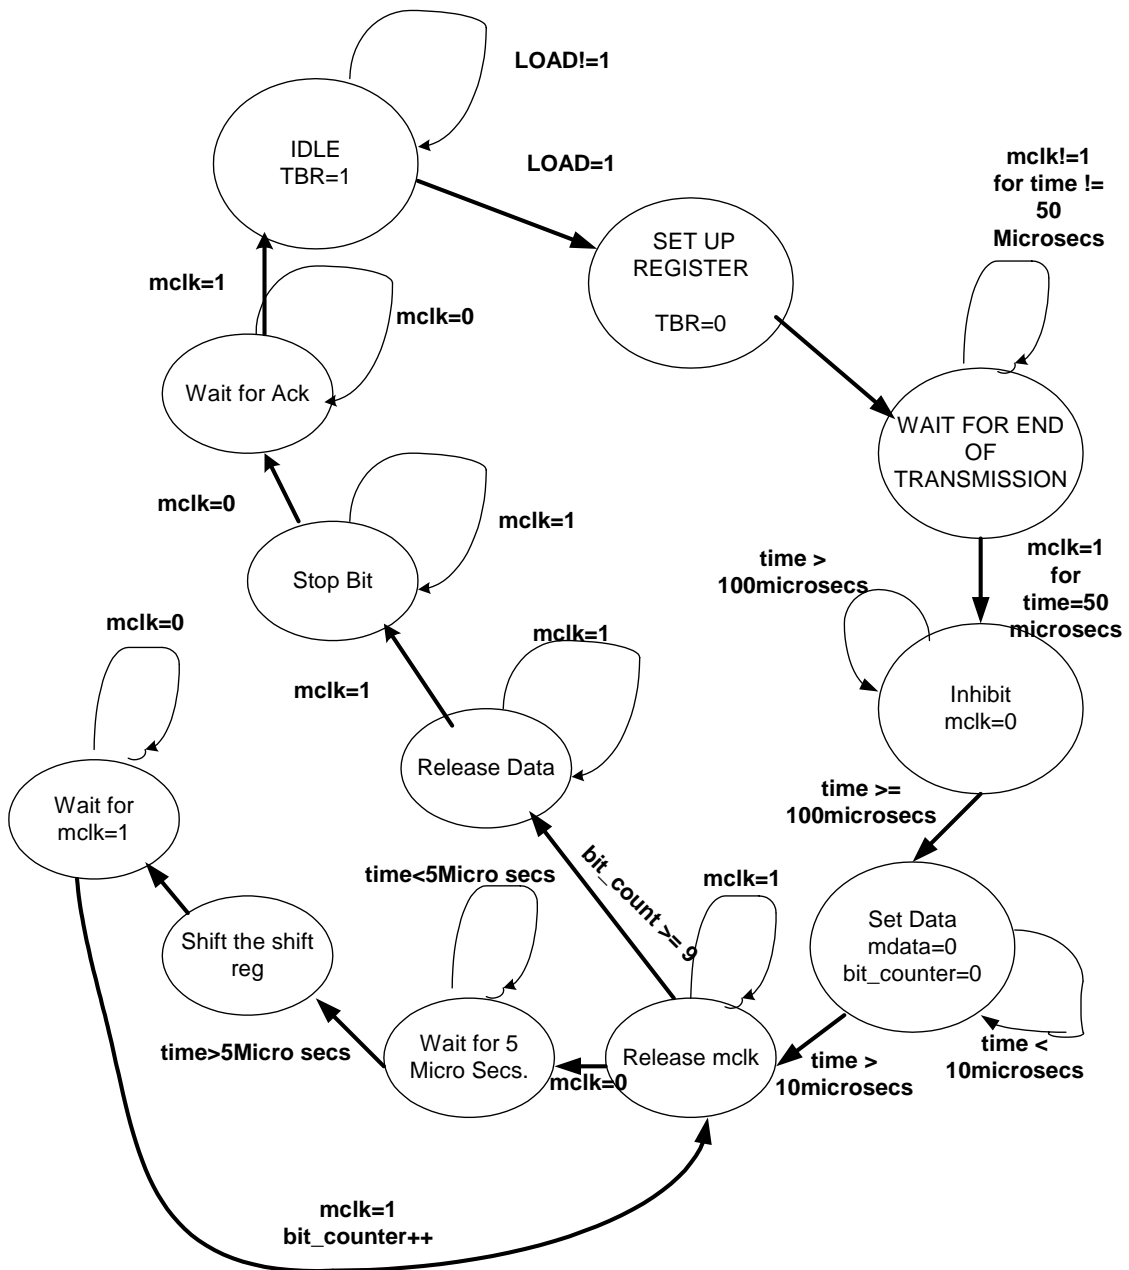 LOAD!=1
IDLE
TBR=1
LOAD=1
mclk!=1
for time !=
50
Microsecs
SET UP
REGISTER
TBR=0
mclk=1
mclk=0
Wait for Ack
WAIT FOR END
OF
TRANSMISSION
mclk=0
mclk=1
Stop Bit
time >
100microsecs
mclk=1
for
time=50
microsecs
mclk=0
mclk=1
mclk=1
Inhibit
mclk=0
Release Data
Wait for
mclk=1
time >=
100microsecs
bit_count >= 9
time<5Micro secs
mclk=1
Shift the shift
reg
Set Data
mdata=0
bit_counter=0
time>5Micro secs
Wait for 5
Micro Secs.
mclk=0
Release mclk
time >
10microsecs
time <
10microsecs
mclk=1
bit_counter++